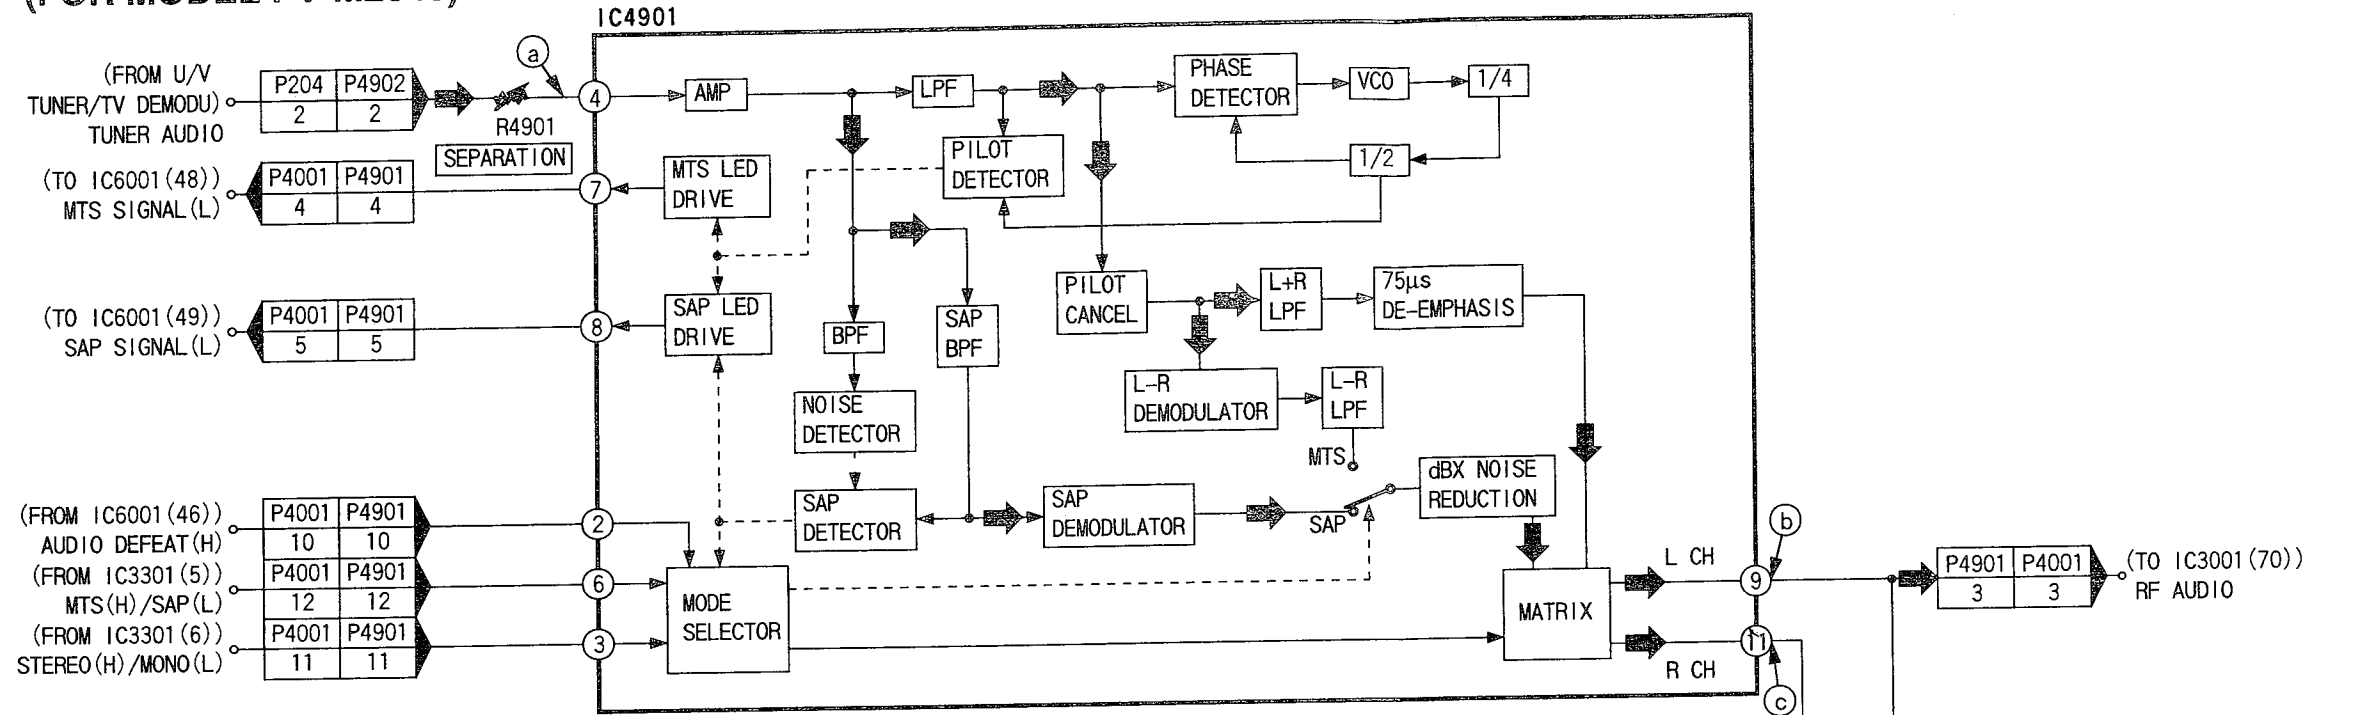 IC4901
a
(FROM U/V
TUNER/TV DEMODU)
TUNER AUDIO
P204 P4902
2 2
R4901
SEPARATION
4
AMP
LPF
PHASE
DETECTOR
VCO
1/4
1/2
PILOT
DETECTOR
(TO IC6001(48))
MTS SIGNAL(L)
P4001 P4901
4 4
7
MTS LED
DRIVE
(TO IC6001(49))
SAP SIGNAL(L)
P4001 P4901
5 5
8
SAP LED
DRIVE
BPF
SAP
BPF
PILOT
CANCEL
L+R
LPF
75μs
DE-EMPHASIS
L-R
DEMODULATOR
L-R
LPF
NOISE
DETECTOR
MTS
SAP
dBX NOISE
REDUCTION
SAP
DETECTOR
SAP
DEMODULATOR
(FROM IC6001(46))
AUDIO DEFEAT(H)
P4001 P4901
10 10
2
(FROM IC3301(5))
MTS(H)/SAP(L)
P4001 P4901
12 12
6
(FROM IC3301(6))
STEREO(H)/MONO(L)
P4001 P4901
11 11
3
MODE
SELECTOR
MATRIX
L CH
9
b
R CH
11
c
P4901 P4001
3 3
(TO IC3001(70))
RF AUDIO